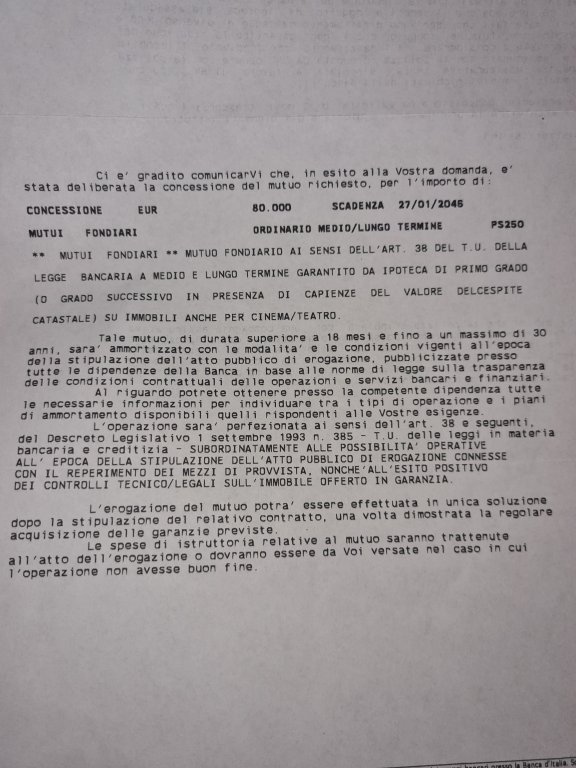 Ci e' gradito comunicarVi che, in esito alla Vostra domanda, e'
stata deliberata la concessione del mutuo richiesto, per l'importo di:
CONCESSIONE EUR 80.000 SCADENZA 27/01/2046
MUTUI FONDIARI ORDINARIO MEDIO/LUNGO TERMINE PS250
** MUTUI FONDIARI ** MUTUO FONDIARIO AI SENSI DELL'ART. 38 DEL T.U. DELLA
LEGGE BANCARIA A MEDIO E LUNGO TERMINE GARANTITO DA IPOTECA DI PRIMO GRADO
(O GRADO SUCCESSIVO IN PRESENZA DI CAPIENZE DEL VALORE DELCESPITE
CATASTALE) SU IMMOBILI ANCHE PER CINEMA/TEATRO.
Tale mutuo, di durata superiore a 18 mesi e fino a un massimo di 30
anni, sara' ammortizzato con le modalita' e le condizioni vigenti all'epoca
della stipulazione dell'atto pubblico di erogazione, pubblicizzate presso
tutte le dipendenze della Banca in base alle norme di legge sulla trasparenza
delle condizioni contrattuali delle operazioni e servizi bancari e finanziari.
Al riguardo potrete ottenere presso la competente dipendenza tutte
le necessarie informazioni per individuare tra i tipi di operazione e i piani
di ammortamento disponibili quelli rispondenti alle Vostre esigenze.
L'operazione sara' perfezionata ai sensi dell'art. 38 e seguenti,
del Decreto Legislativo 1 settembre 1993 n. 385 - T.U. delle leggi in materia
bancaria e creditizia - SUBORDINATAMENTE ALLE POSSIBILITA' OPERATIVE
ALL' EPOCA DELLA STIPULAZIONE DELL'ATTO PUBBLICO DI EROGAZIONE CONNESSE
CON IL REPERIMENTO DEI MEZZI DI PROVVISTA, NONCHE'ALL'ESITO POSITIVO
DEI CONTROLLI TECNICO/LEGALI SULL'IMMOBILE OFFERTO IN GARANZIA.
L'erogazione del mutuo potra' essere effettuata in unica soluzione
dopo la stipulazione del relativo contratto, una volta dimostrata la regolare
acquisizione delle garanzie previste.
Le spese di istruttoria relative al mutuo saranno trattenute
all'atto dell'erogazione o dovranno essere da Voi versate nel caso in cui
l'operazione non avesse buon fine.
bancari presso la Banca d'Italia.